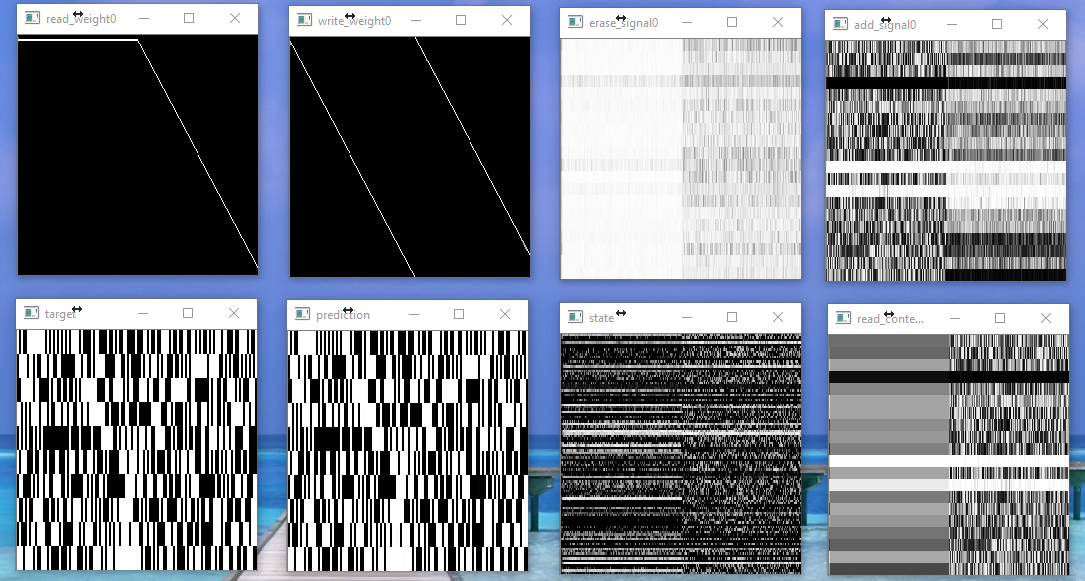 read_weight0
write_weight0
erase_signal0
add_signal0
target
prediction
state
read_conte...